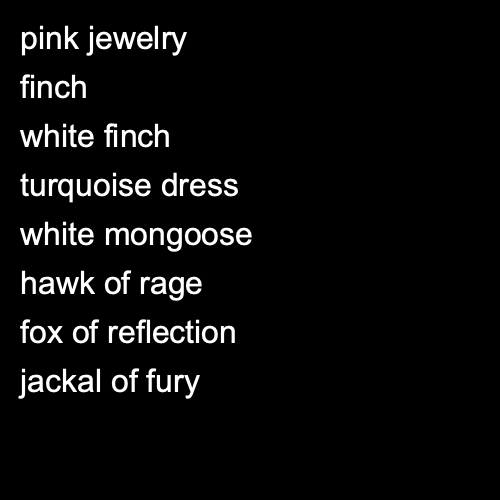 pink jewelry
finch
white finch
turquoise dress
white mongoose
hawk of rage
fox of reflection
jackal of fury